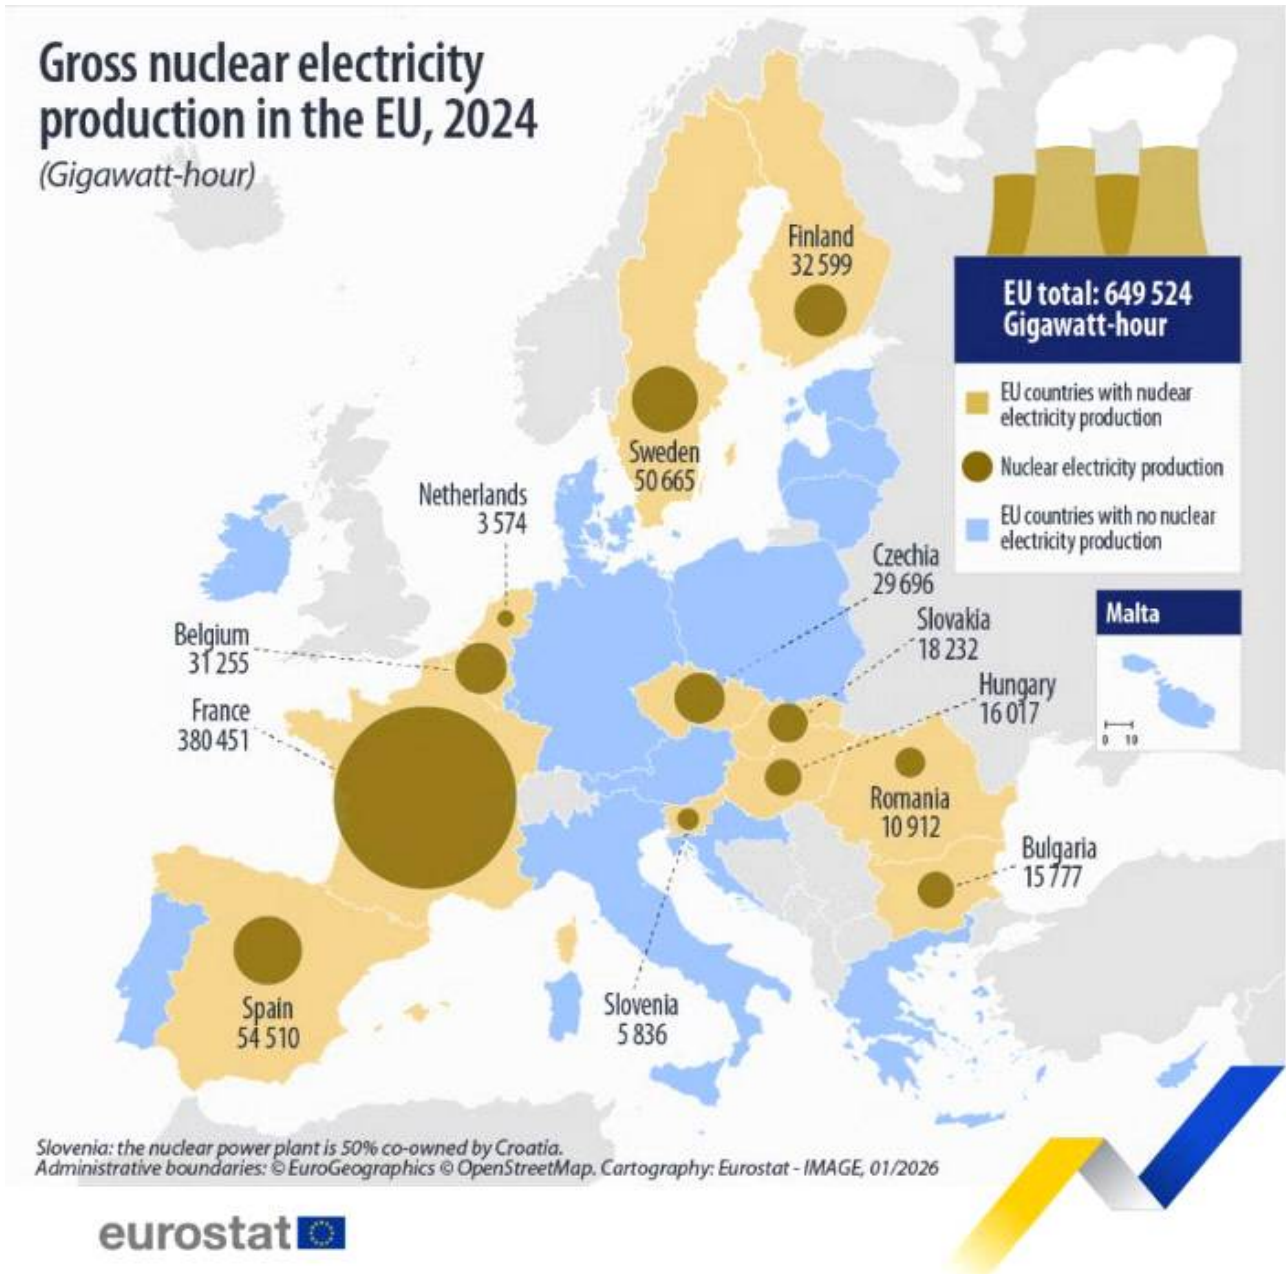 Gross nuclear electricity
production in the EU, 2024
(Gigawatt-hour)
Finland
32 599
EU total: 649 524
Gigawatt-hour
EU countries with nuclear
electricity production
Nuclear electricity production
EU countries with no nuclear
electricity production
Sweden
50 665
Netherlands
3 574
Czechia
29 696
Slovakia
18 232
Malta
0 10
Belgium
31 255
Hungary
16 017
France
380 451
Romania
10 912
Bulgaria
15 777
Spain
54 510
Slovenia
5 836
Slovenia: the nuclear power plant is 50% co-owned by Croatia.
Administrative boundaries: © EuroGeographics © OpenStreetMap. Cartography: Eurostat - IMAGE, 01/2026
eurostat